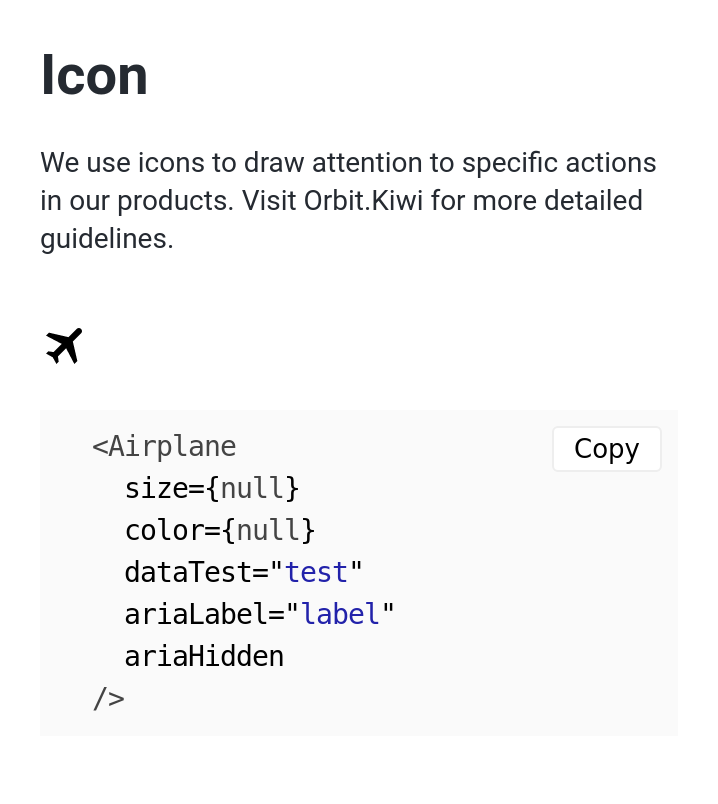 Icon
We use icons to draw attention to specific actions
in our products. Visit Orbit.Kiwi for more detailed
guidelines.
<Airplane
Copy
size={null}
color={null}
dataTest="test"
ariaLabel="label"
ariaHidden
/>